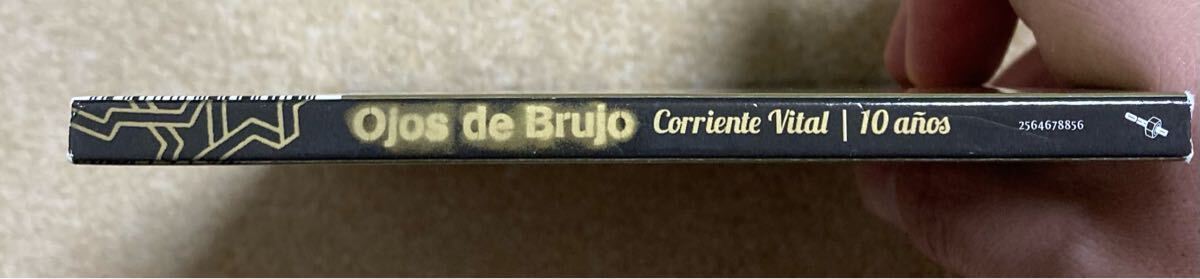 Ojos de Brujo Corriente Vital | 10 años 2564678856